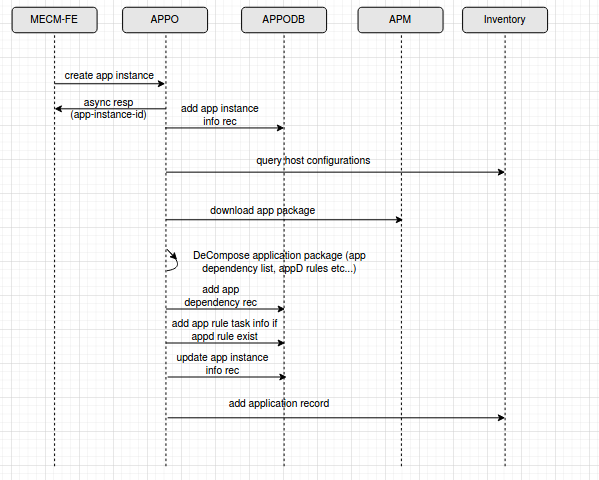 MECM-FE
APPO
APPODB
APM
Inventory
create app instance
async resp
(app-instance-id)
add app instance
info rec
query host configurations
download app package
DeCompose application package (app
dependency list, appD rules etc...)
add app
dependency rec
add app rule task info if
appd rule exist
update app instance
info rec
add application record